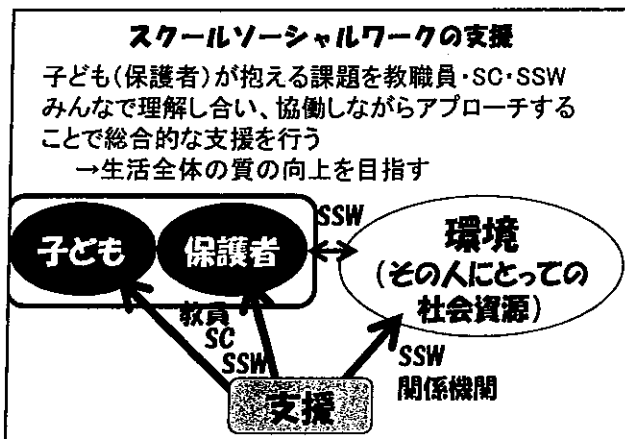 スクールソーシャルワークの支援
子ども(保護者)が抱える課題を教職員・SC・SSW
みんなで理解し合い、協働しながらアプローチする
ことで総合的な支援を行う
→生活全体の質の向上を目指す
SSW
子ども
保護者
環境
(その人にとっての
社会資源)
教員
SC
SSW
SSW
関係機関
支援